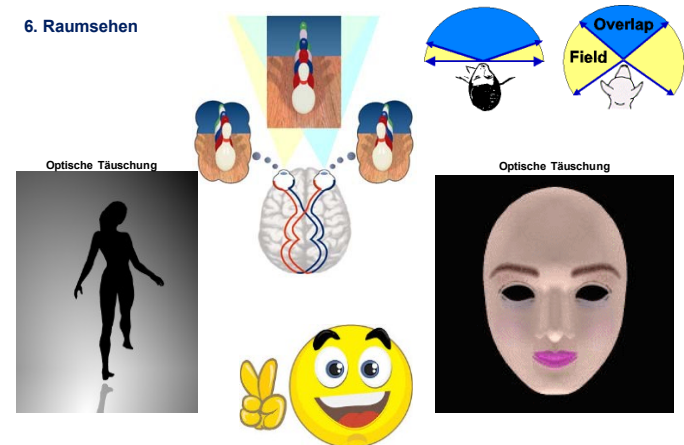 6. Raumsehen
Overlap
Field
Optische Täuschung
Optische Täuschung